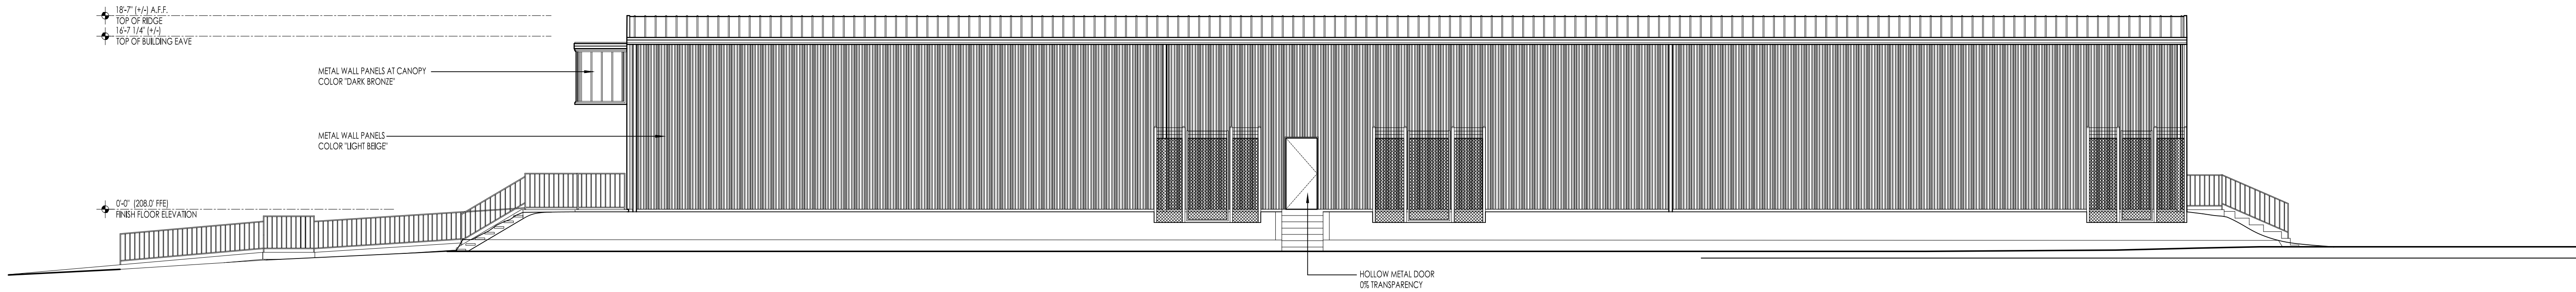 18'-7" (+/-) A.F.F.
TOP OF RIDGE
16'-7 1/4" (+/-)
TOP OF BUILDING EAVE
METAL WALL PANELS AT CANOPY
COLOR "DARK BRONZE"
METAL WALL PANELS
COLOR "LIGHT BEIGE"
0'-0" (208.0' FFE)
FINISH FLOOR ELEVATION
HOLLOW METAL DOOR
0% TRANSPARENCY